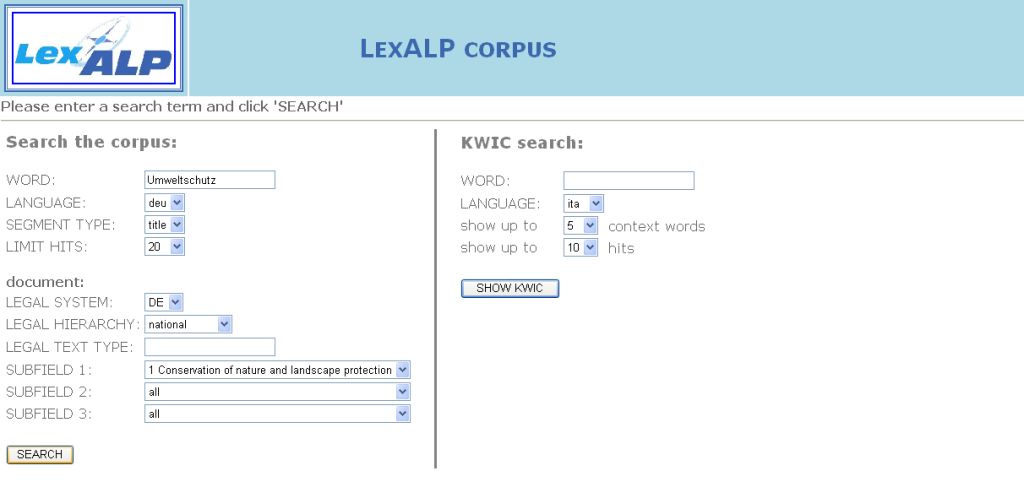 LexALP
LEXALP CORPUS
Please enter a search term and click 'SEARCH'
Search the corpus:
WORD: Umweltschutz
LANGUAGE: deu
SEGMENT TYPE: title
LIMIT HITS: 20
document:
LEGAL SYSTEM: DE
LEGAL HIERARCHY: national
LEGAL TEXT TYPE:
SUBFIELD 1: 1 Conservation of nature and landscape protection
SUBFIELD 2: all
SUBFIELD 3: all
SEARCH
KWIC search:
WORD:
LANGUAGE: ita
show up to 5 context words
show up to 10 hits
SHOW KWIC